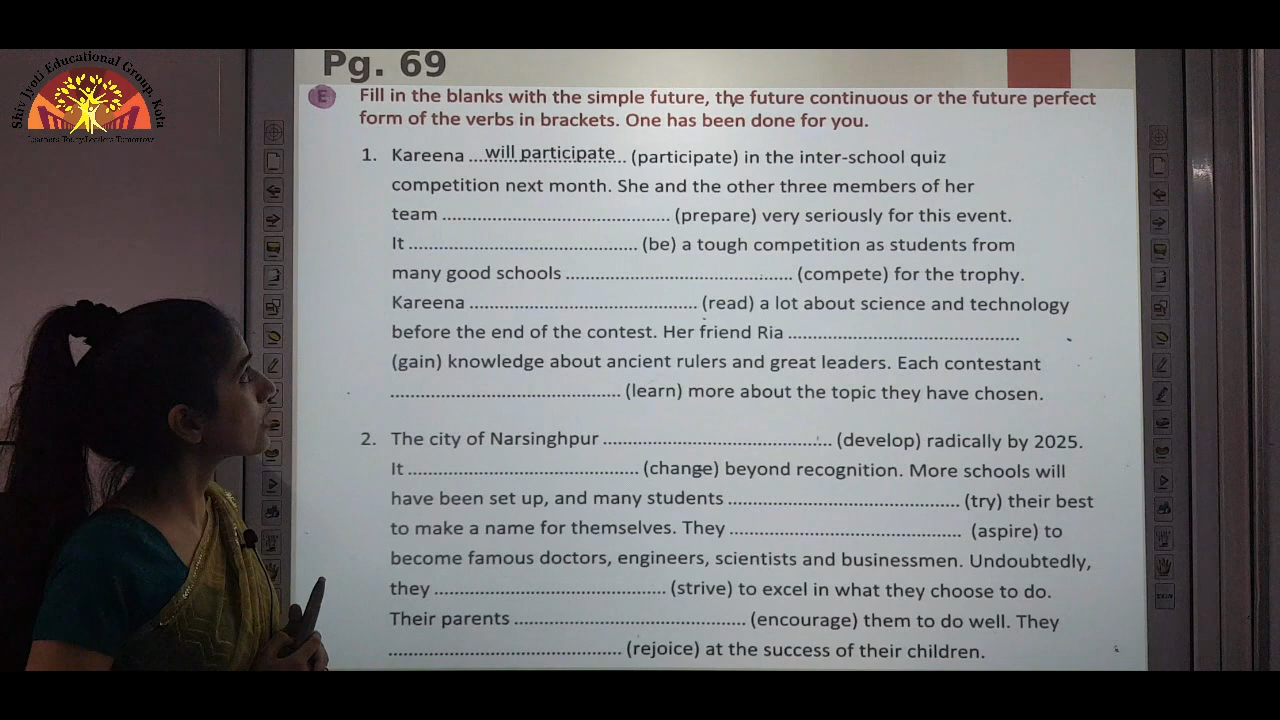 Shiv Jyoti Educational Group, Kota
Learners Today Leaders Tomorrow
Pg. 69
E Fill in the blanks with the simple future, the future continuous or the future perfect
form of the verbs in brackets. One has been done for you.
1. Kareena ...will participate... (participate) in the inter-school quiz
competition next month. She and the other three members of her
team ............................................ (prepare) very seriously for this event.
It ............................................ (be) a tough competition as students from
many good schools ............................................ (compete) for the trophy.
Kareena ............................................ (read) a lot about science and technology
before the end of the contest. Her friend Ria ............................................
(gain) knowledge about ancient rulers and great leaders. Each contestant
............................................ (learn) more about the topic they have chosen.
2. The city of Narsinghpur ............................................ (develop) radically by 2025.
It ............................................ (change) beyond recognition. More schools will
have been set up, and many students ............................................ (try) their best
to make a name for themselves. They ............................................ (aspire) to
become famous doctors, engineers, scientists and businessmen. Undoubtedly,
they ............................................ (strive) to excel in what they choose to do.
Their parents ............................................ (encourage) them to do well. They
............................................ (rejoice) at the success of their children.